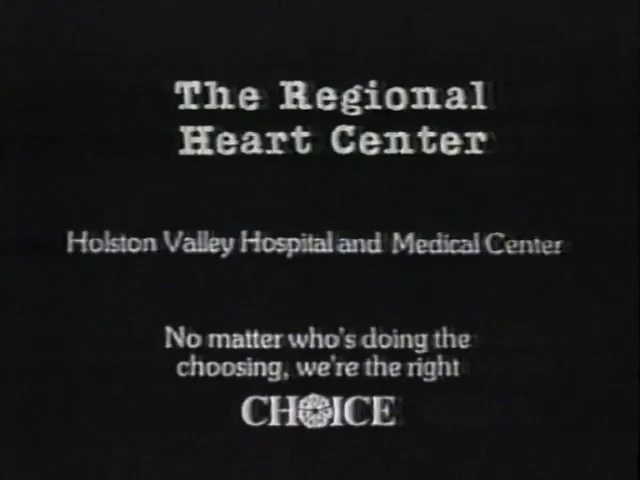 The Regional
Heart Center
Holston Valley Hospital and Medical Center
No matter who's doing the
choosing, we're the right
CHOICE